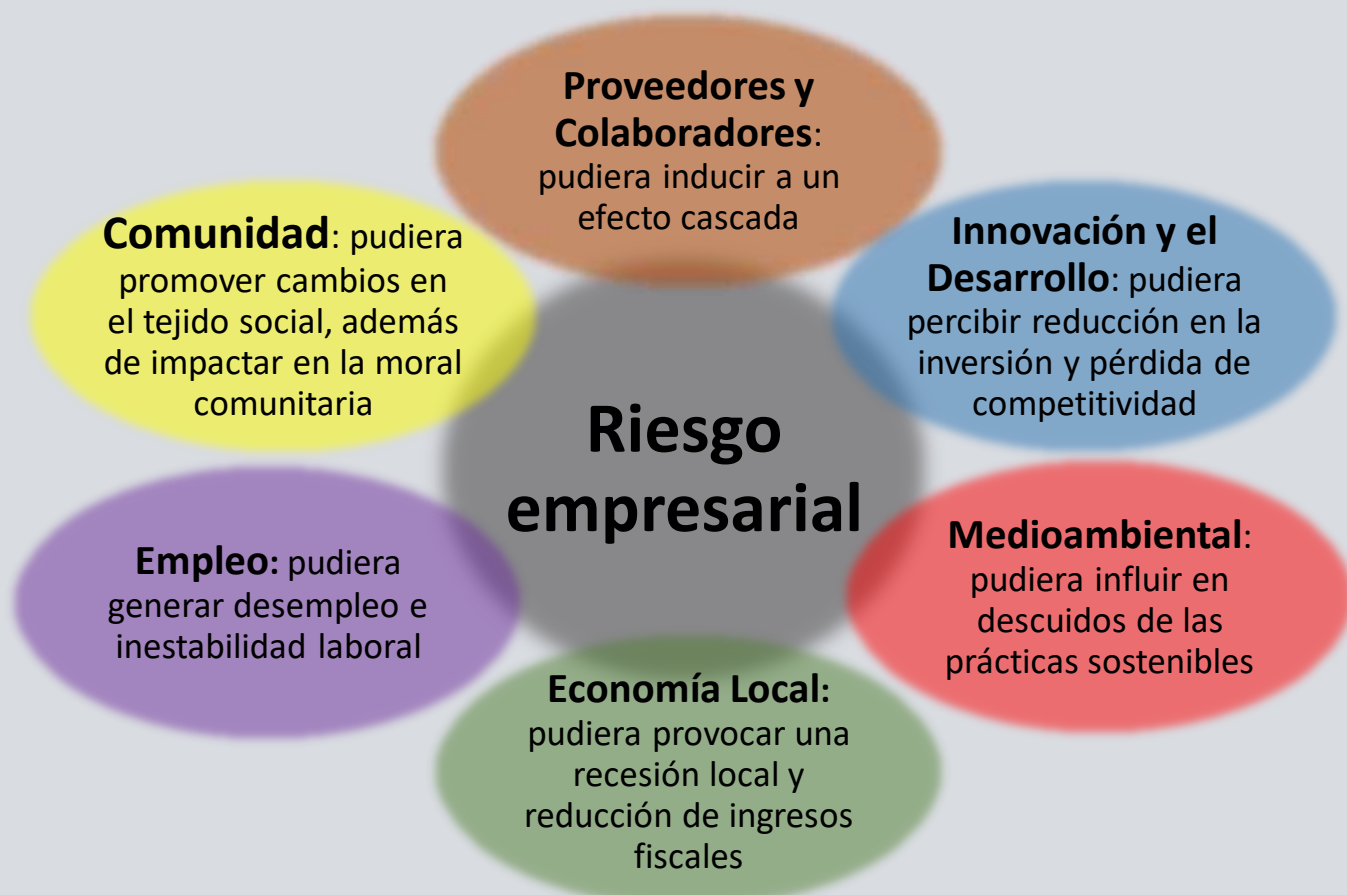 Proveedores y
Colaboradores:
pudiera inducir a un
efecto cascada
Innovación y el
Desarrollo: pudiera
percibir reducción en la
inversión y pérdida de
competitividad
Medioambiental:
pudiera influir en
descuidos de las
prácticas sostenibles
Economía Local:
pudiera provocar una
recesión local y
reducción de ingresos
fiscales
Empleo: pudiera
generar desempleo e
inestabilidad laboral
Comunidad: pudiera
promover cambios en
el tejido social, además
de impactar en la moral
comunitaria
Riesgo
empresarial